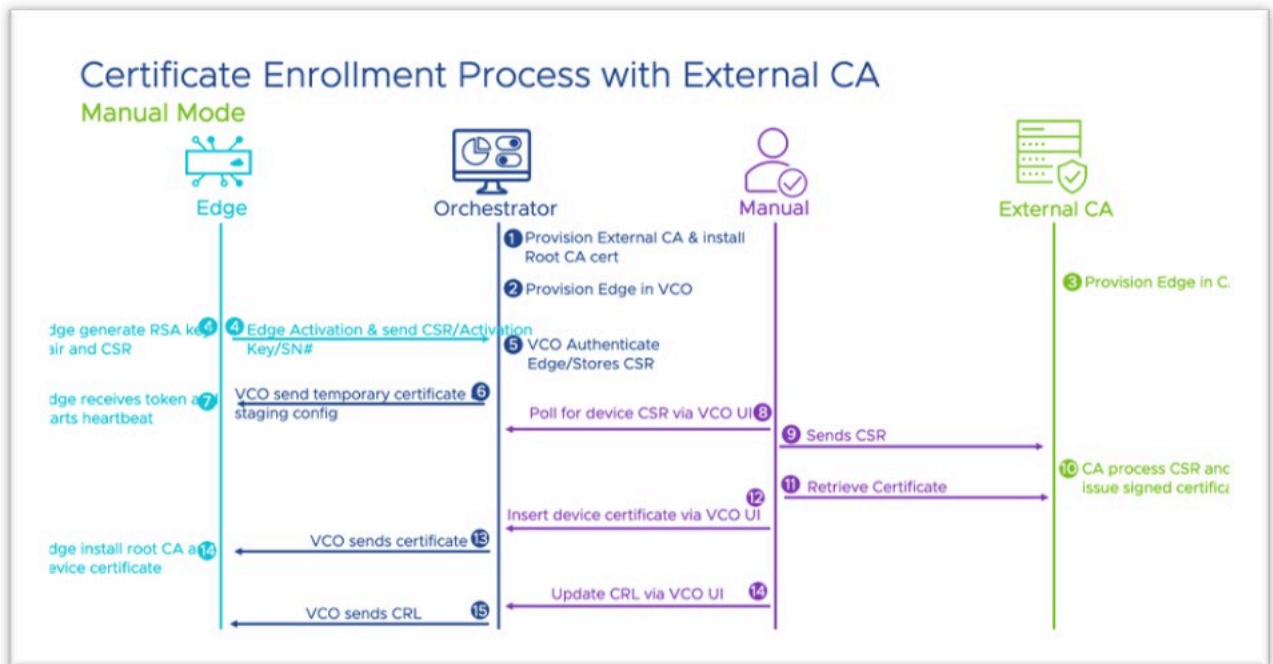 Certificate Enrollment Process with External CA
Manual Mode
Edge
Orchestrator
Manual
External CA
1 Provision External CA & install
Root CA cert
2 Provision Edge in VCO
3 Provision Edge in C
dge generate RSA ke 4
air and CSR
4 Edge Activation & send CSR/Activation
Key/SN#
5 VCO Authenticate
Edge/Stores CSR
VCO send temporary certificate 6
staging config
dge receives token a 7
arts heartbeat
Poll for device CSR via VCO UI 8
9 Sends CSR
10 CA process CSR and
issue signed certifica
11 Retrieve Certificate
12
Insert device certificate via VCO UI
VCO sends certificate 13
dge install root CA a 14
evice certificate
Update CRL via VCO UI 14
VCO sends CRL 15